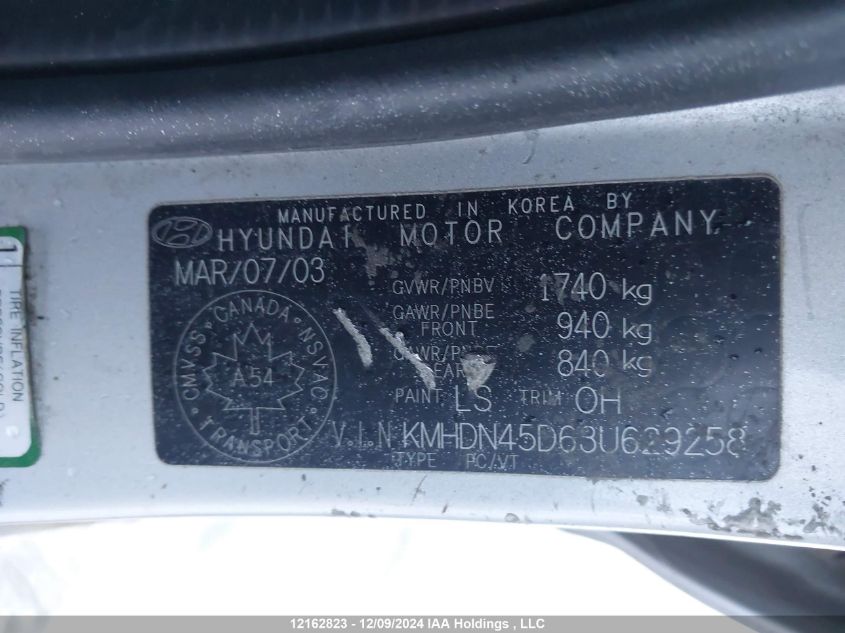 MANUFACTURED IN KOREA BY
HYUNDAI MOTOR COMPANY
MAR/07/03
GVWR/PNBV 1740 kg
GAWR/PNBE FRONT 940 kg
840 kg
PAINT LS TRIM OH
V.I.N KMHDN45D63U629258
TYPE PC/VT
CANADA
CMVSS NSVAC
A54
TRANSPORT
TIRE INFLATION
12162823 - 12/09/2024 IAA Holdings , LLC